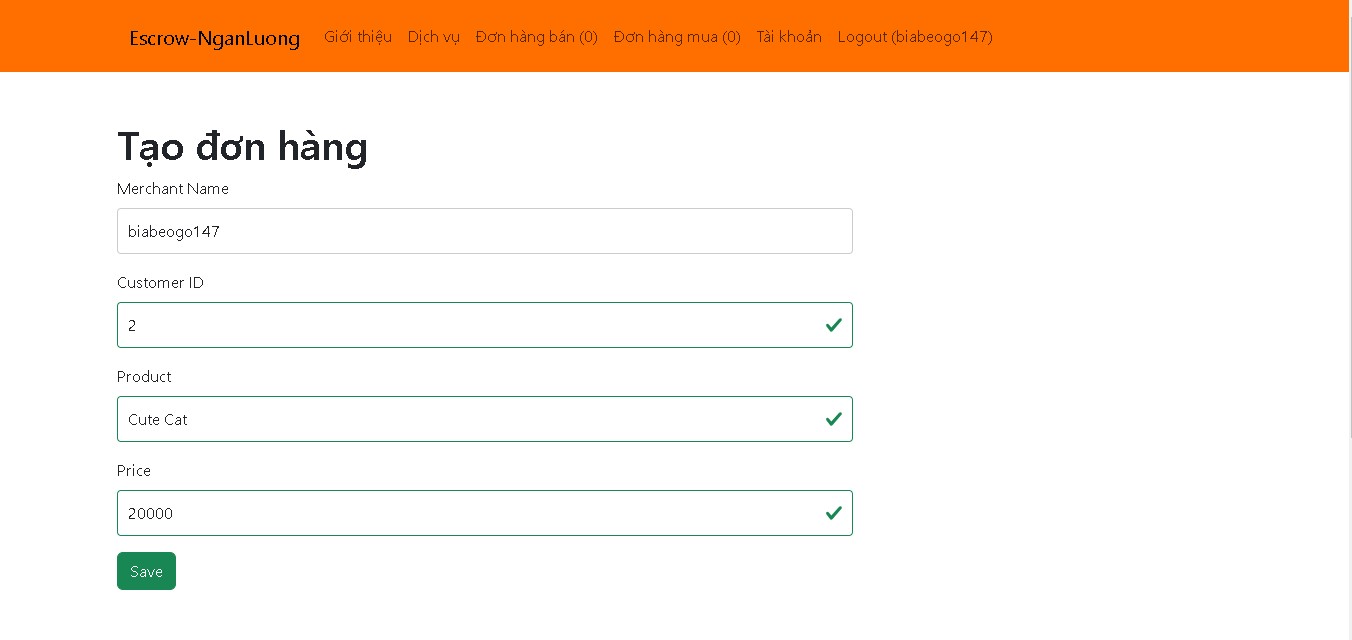 Escrow-NganLuong Giới thiệu Dịch vụ Đơn hàng bán (0) Đơn hàng mua (0) Tài khoản Logout (biabeogo147)
Tạo đơn hàng
Merchant Name
biabeogo147
Customer ID
2
Product
Cute Cat
Price
20000
Save